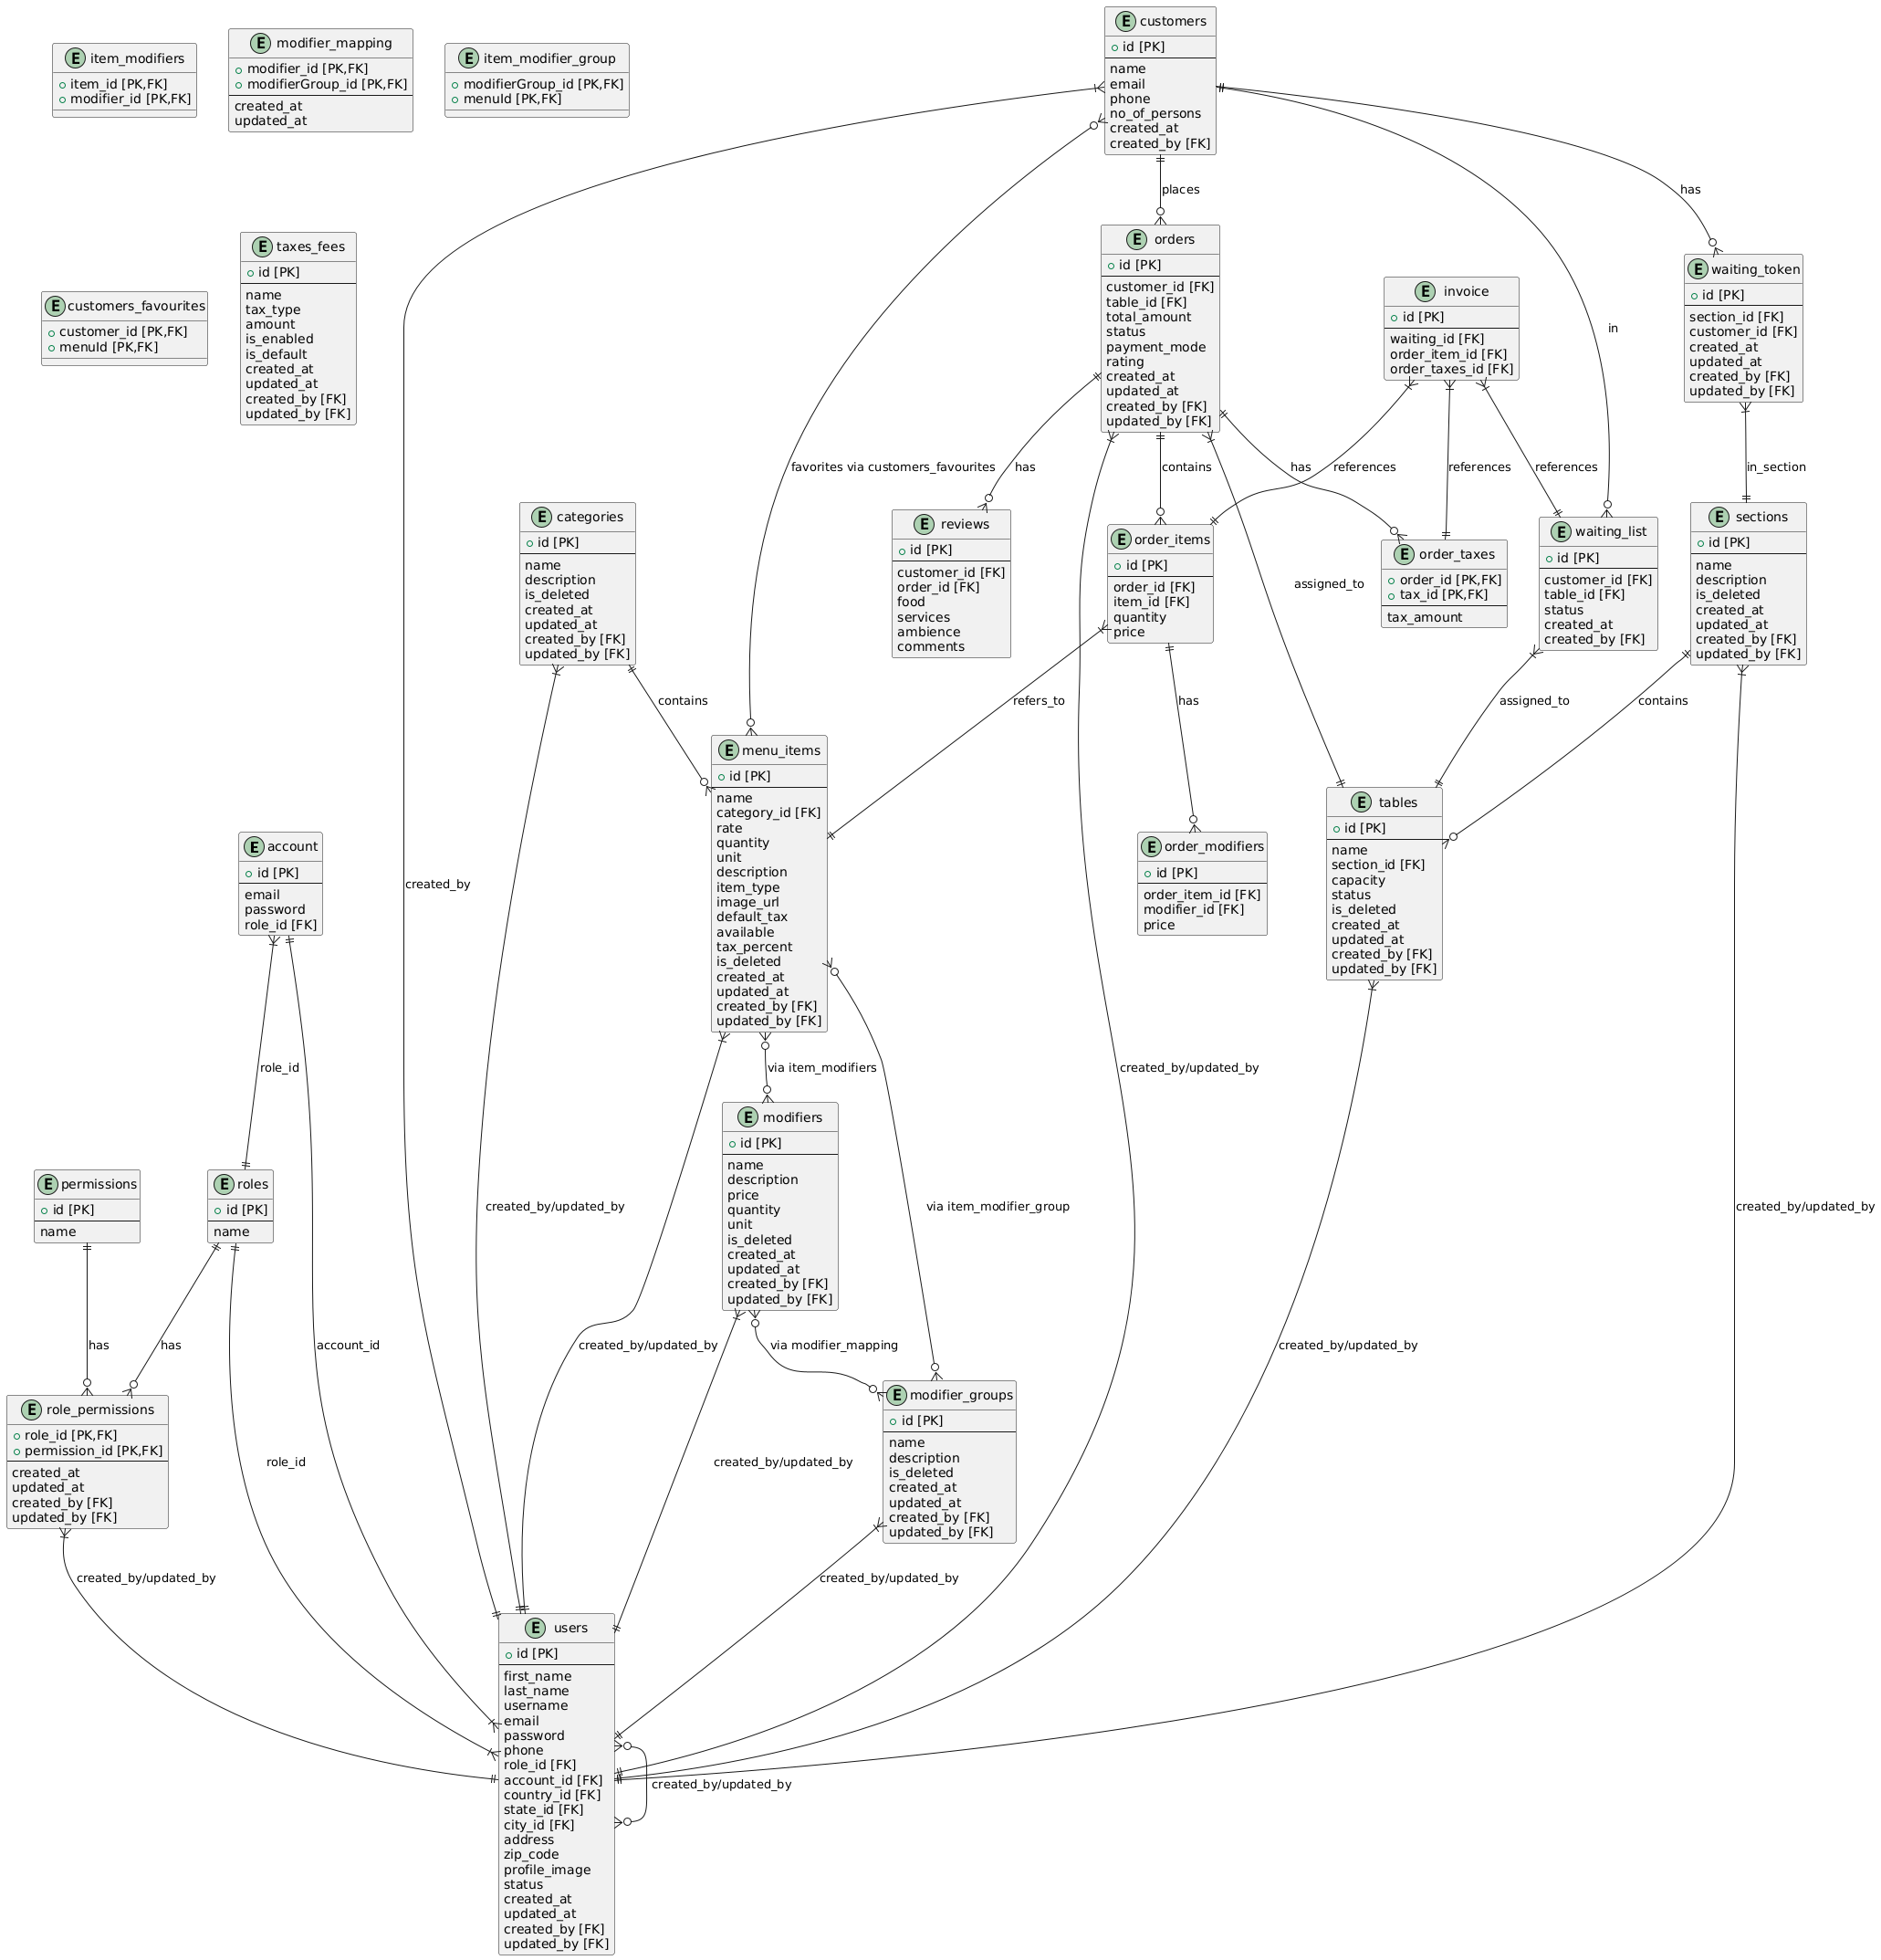 E customers
id [PK]
name
email
phone
no_of_persons
created_at
created_by [FK]
E item_modifiers
item_id [PK,FK]
modifier_id [PK,FK]
E modifier_mapping
modifier_id [PK,FK]
modifierGroup_id [PK,FK]
created_at
updated_at
E item_modifier_group
modifierGroup_id [PK,FK]
menuId [PK,FK]
places
has
E customers_favourites
customer_id [PK,FK]
menuId [PK,FK]
E taxes_fees
id [PK]
name
tax_type
amount
is_enabled
is_default
created_at
updated_at
created_by [FK]
updated_by [FK]
E orders
id [PK]
customer_id [FK]
table_id [FK]
total_amount
status
payment_mode
rating
created_at
updated_at
created_by [FK]
updated_by [FK]
E invoice
id [PK]
waiting_id [FK]
order_item_id [FK]
order_taxes_id [FK]
in
E waiting_token
id [PK]
section_id [FK]
customer_id [FK]
created_at
updated_at
created_by [FK]
updated_by [FK]
favorites via customers_favourites
has
contains
has
references
references
references
in_section
E categories
id [PK]
name
description
is_deleted
created_at
updated_at
created_by [FK]
updated_by [FK]
E reviews
id [PK]
customer_id [FK]
order_id [FK]
food
services
ambience
comments
E order_items
id [PK]
order_id [FK]
item_id [FK]
quantity
price
assigned_to
E order_taxes
order_id [PK,FK]
tax_id [PK,FK]
tax_amount
E waiting_list
id [PK]
customer_id [FK]
table_id [FK]
status
created_at
created_by [FK]
E sections
id [PK]
name
description
is_deleted
created_at
updated_at
created_by [FK]
updated_by [FK]
contains
refers_to
has
assigned_to
contains
created_by
E account
id [PK]
email
password
role_id [FK]
E menu_items
id [PK]
name
category_id [FK]
rate
quantity
unit
description
item_type
image_url
default_tax
available
tax_percent
is_deleted
created_at
updated_at
created_by [FK]
updated_by [FK]
E order_modifiers
id [PK]
order_item_id [FK]
modifier_id [FK]
price
E tables
id [PK]
name
section_id [FK]
capacity
status
is_deleted
created_at
updated_at
created_by [FK]
updated_by [FK]
role_id
via item_modifiers
created_by/updated_by
E permissions
id [PK]
name
E roles
id [PK]
name
created_by/updated_by
E modifiers
id [PK]
name
description
price
quantity
unit
is_deleted
created_at
updated_at
created_by [FK]
updated_by [FK]
via item_modifier_group
created_by/updated_by
has
has
account_id
created_by/updated_by
via modifier_mapping
created_by/updated_by
E role_permissions
role_id [PK,FK]
permission_id [PK,FK]
created_at
updated_at
created_by [FK]
updated_by [FK]
role_id
created_by/updated_by
E modifier_groups
id [PK]
name
description
is_deleted
created_at
updated_at
created_by [FK]
updated_by [FK]
created_by/updated_by
created_by/updated_by
E users
id [PK]
first_name
last_name
username
email
password
phone
role_id [FK]
account_id [FK]
country_id [FK]
state_id [FK]
city_id [FK]
address
zip_code
profile_image
status
created_at
updated_at
created_by [FK]
updated_by [FK]
created_by/updated_by